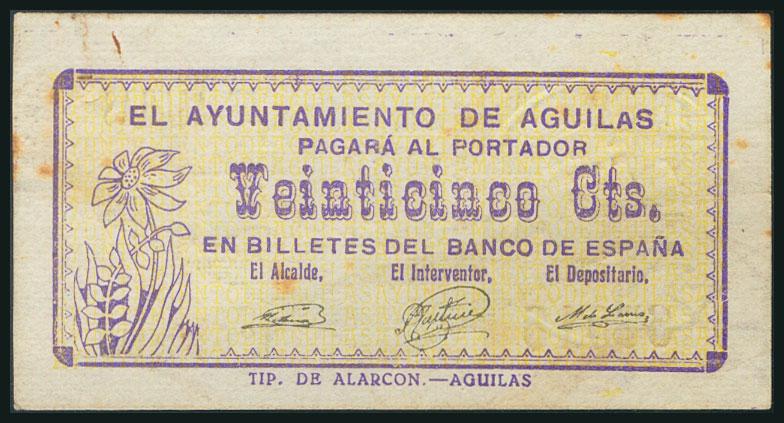 EL AYUNTAMIENTO DE AGUILAS
PAGARÁ AL PORTADOR
Veinticinco Cts.
EN BILLETES DEL BANCO DE ESPAÑA
El Alcalde, El Interventor, El Depositario,
TIP. DE ALARCON.—AGUILAS